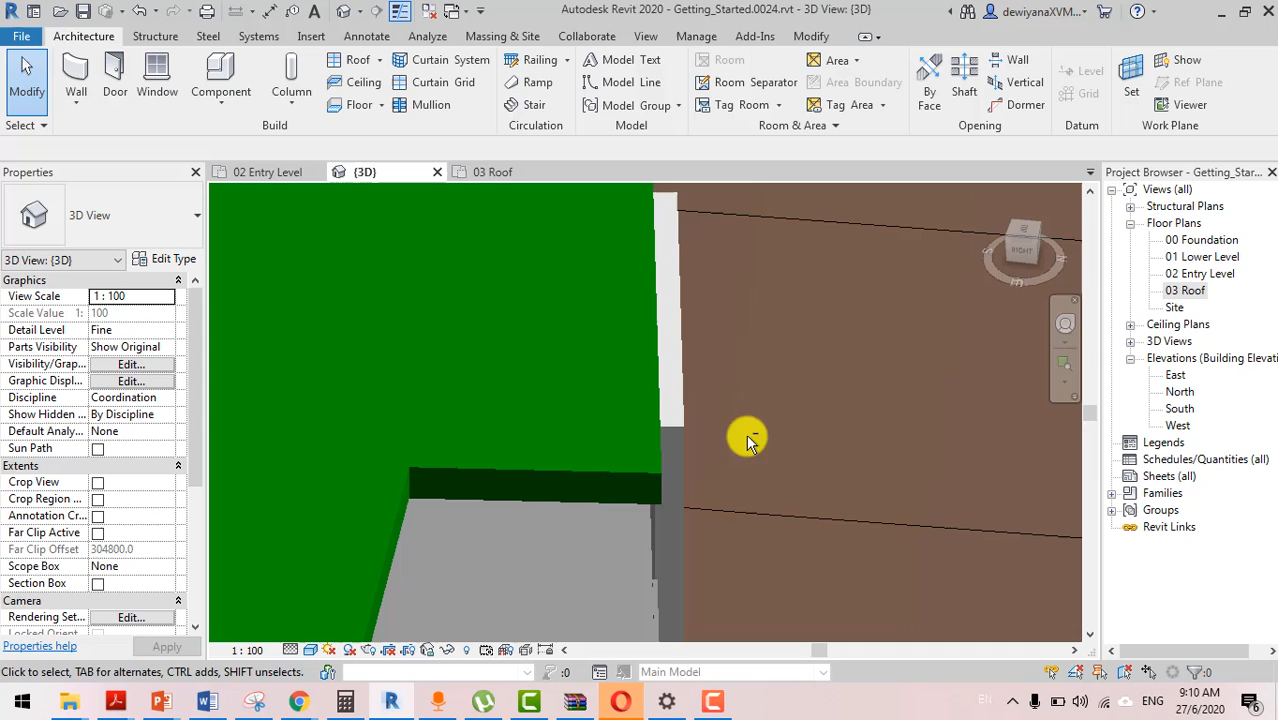 Autodesk Revit 2020 - Getting_Started.0024.rvt - 3D View: {3D}
dewiyanaXVM...
File Architecture Structure Steel Systems Insert Annotate Analyze Massing & Site Collaborate View Manage Add-Ins Modify
Modify Wall Door Window Component Column
Roof Curtain System Railing Model Text Room Area Wall Show
Ceiling Curtain Grid Ramp Model Line Room Separator Area Boundary Vertical Level Ref Plane
Floor Mullion Stair Model Group Tag Room Tag Area Dormer Grid Viewer
By Face Shaft Set
Select Build Circulation Model Room & Area Opening Datum Work Plane
Properties
02 Entry Level {3D} 03 Roof
Project Browser - Getting_Star...
3D View
3D View: {3D} Edit Type
Graphics
View Scale 1 : 100
Scale Value 1: 100
Detail Level Fine
Parts Visibility Show Original
Visibility/Grap... Edit...
Graphic Displ... Edit...
Discipline Coordination
Show Hidden ... By Discipline
Default Analy... None
Sun Path
Extents
Crop View
Crop Region ...
Annotation Cr...
Far Clip Active
Far Clip Offset 304800.0
Scope Box None
Section Box
Camera
Rendering Set... Edit...
Locked Orient
Properties help Apply
RIGHT
Views (all)
Structural Plans
Floor Plans
00 Foundation
01 Lower Level
02 Entry Level
03 Roof
Site
Ceiling Plans
3D Views
Elevations (Building Elevati
East
North
South
West
Legends
Schedules/Quantities (all)
Sheets (all)
Families
Groups
Revit Links
1 : 100
Click to select, TAB for alternates, CTRL adds, SHIFT unselects.
:0
Main Model
:0
EN
ENG
9:10 AM
27/6/2020
6